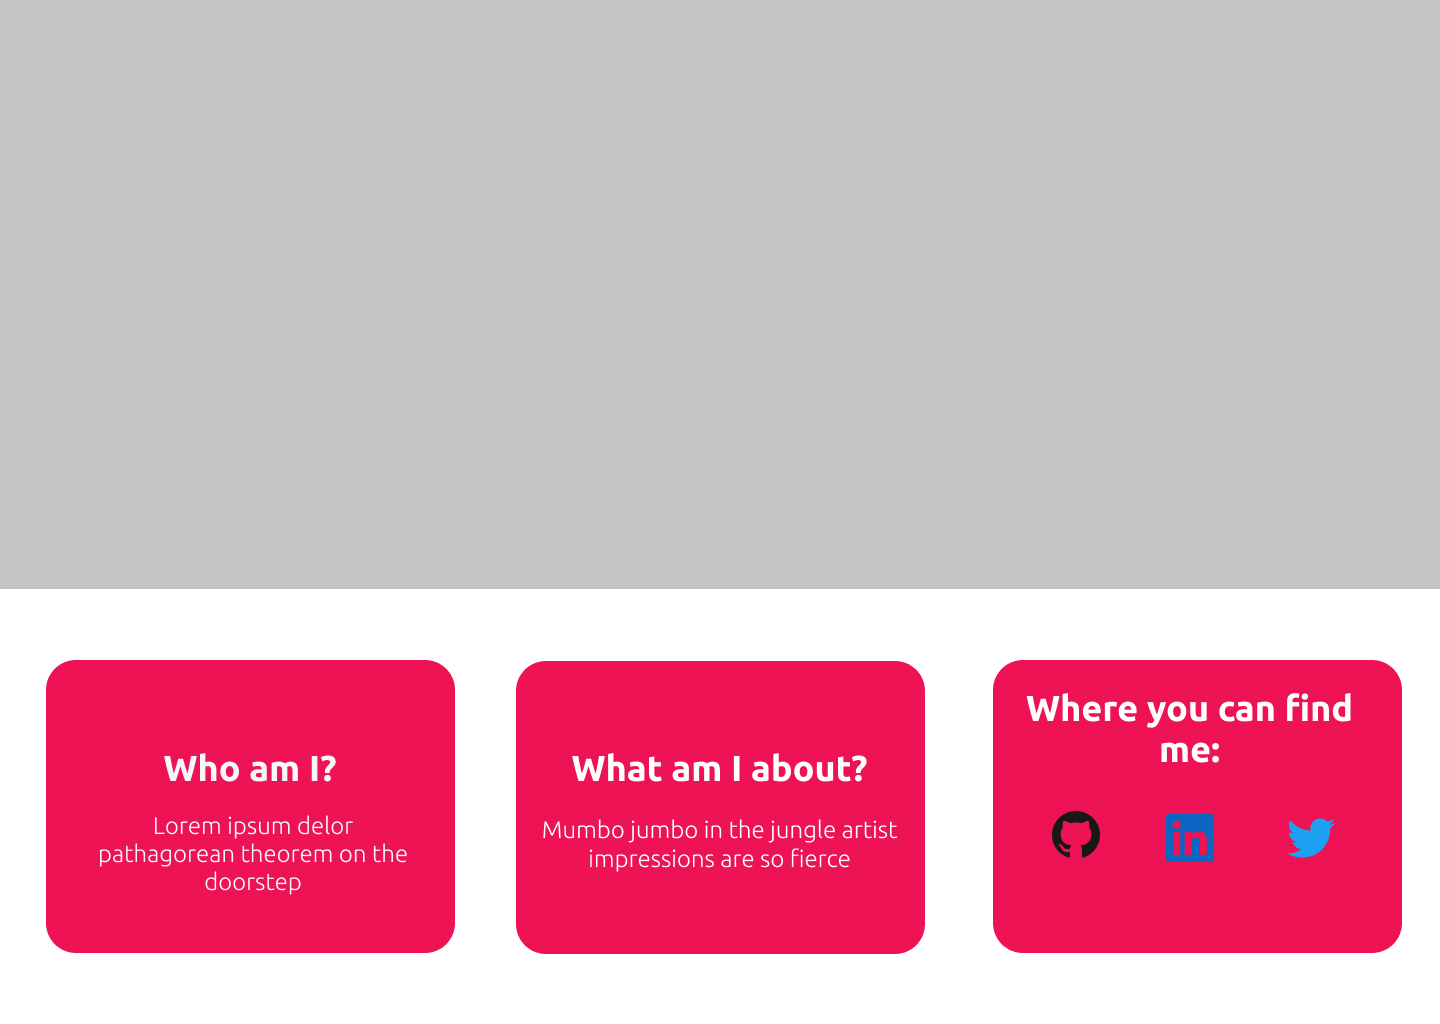 Who am I?
Lorem ipsum delor
pathagorean theorem on the
doorstep
What am I about?
Mumbo jumbo in the jungle artist
impressions are so fierce
Where you can find
me:
in